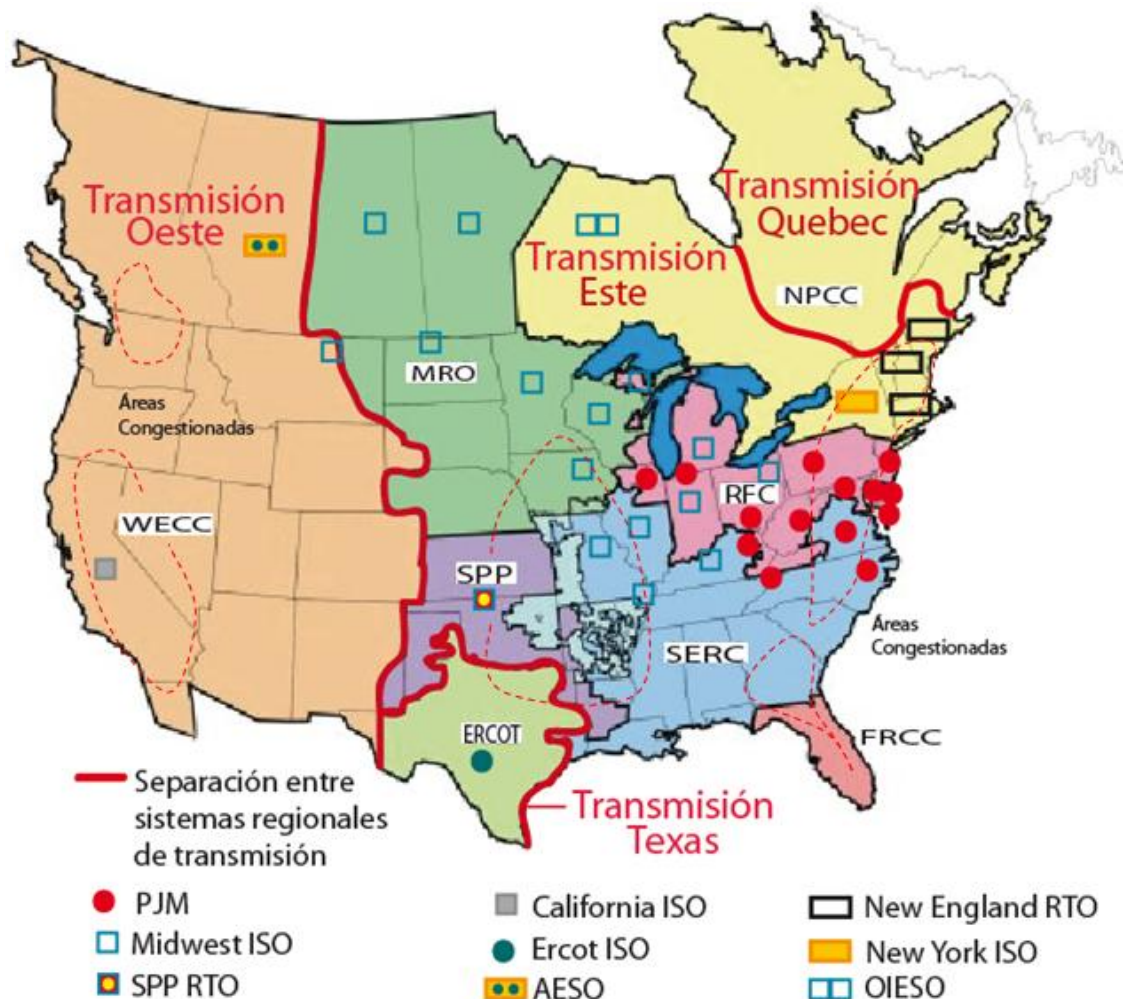 Transmisión
Oeste
Transmisión
Quebec
Transmisión
Este
NPCC
MRO
Áreas
Congestionadas
WECC
RFC
SPP
SERC
Áreas
Congestionadas
ERCOT
FRCC
Separación entre
sistemas regionales
de transmisión
Transmisión
Texas
PJM
California ISO
New England RTO
Midwest ISO
Ercot ISO
New York ISO
SPP RTO
AESO
OIESO